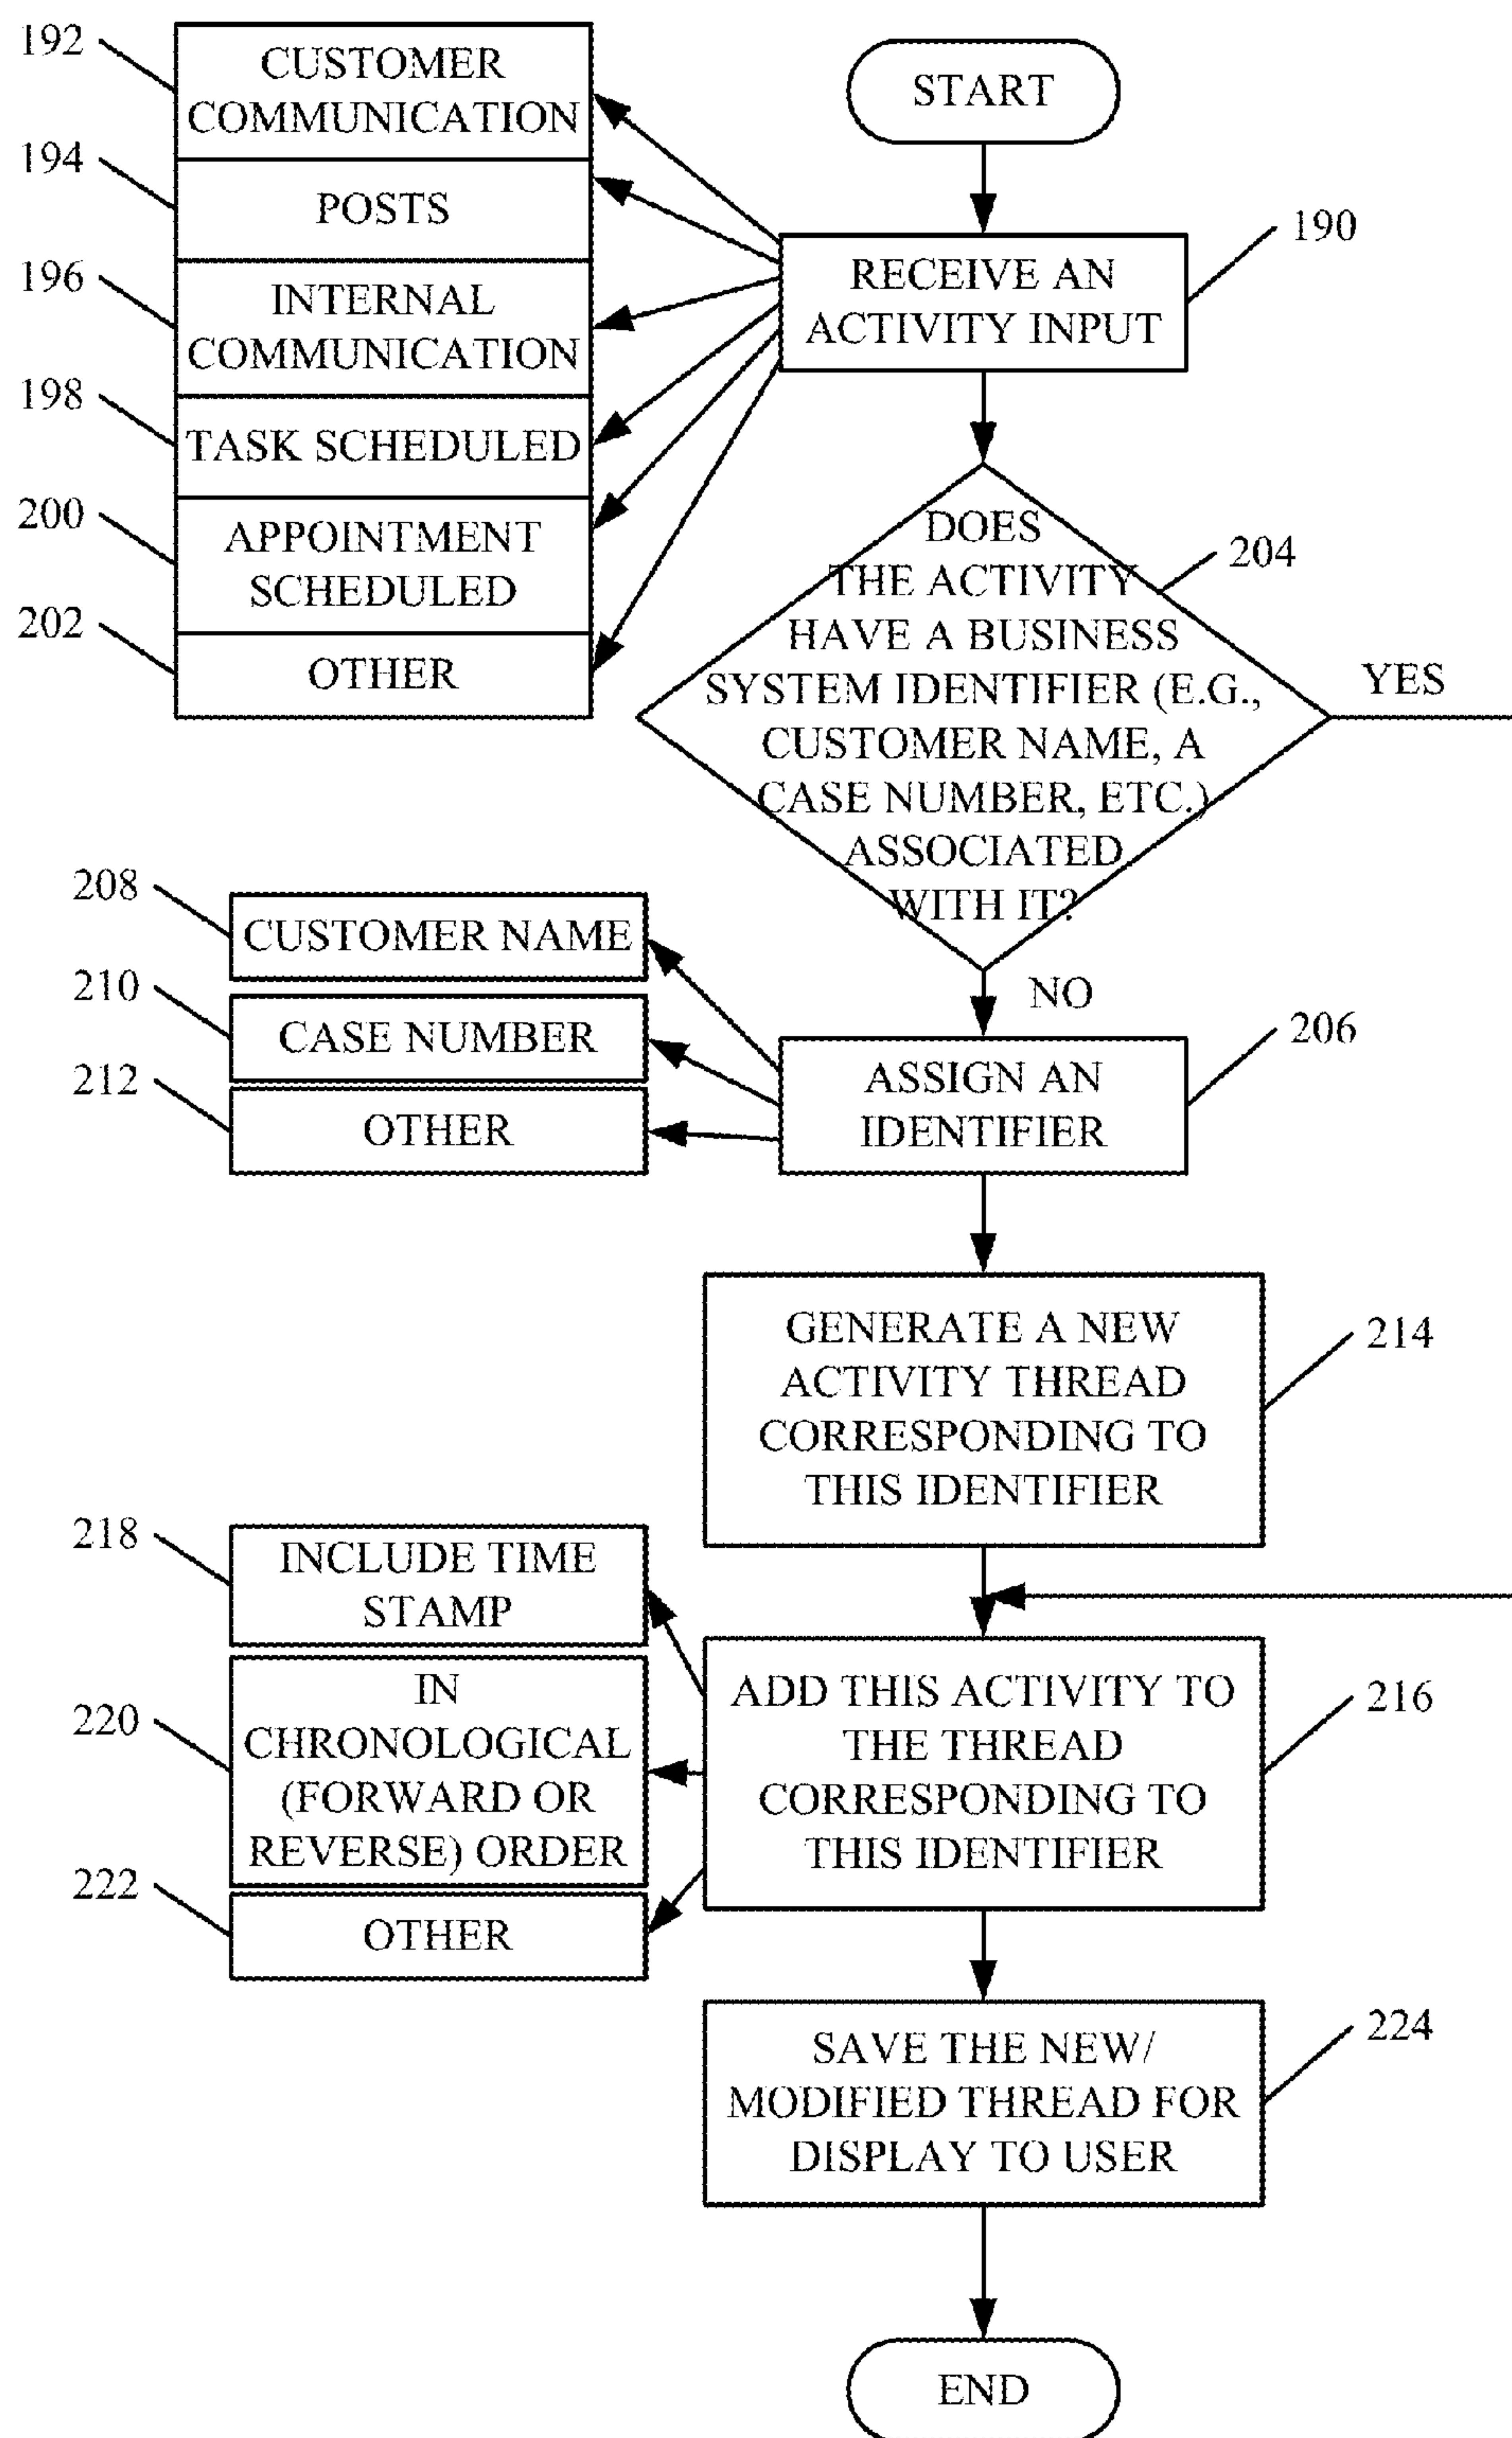 START
192
CUSTOMER
COMMUNICATION
194
POSTS
196
INTERNAL
COMMUNICATION
198
TASK SCHEDULED
200
APPOINTMENT
SCHEDULED
202
OTHER
RECEIVE AN
ACTIVITY INPUT
190
DOES
THE ACTIVITY
HAVE A BUSINESS
SYSTEM IDENTIFIER (E.G.,
CUSTOMER NAME, A
CASE NUMBER, ETC.)
ASSOCIATED
WITH IT?
204
YES
NO
208
CUSTOMER NAME
210
CASE NUMBER
212
OTHER
ASSIGN AN
IDENTIFIER
206
GENERATE A NEW
ACTIVITY THREAD
CORRESPONDING TO
THIS IDENTIFIER
214
218
INCLUDE TIME
STAMP
220
IN
CHRONOLOGICAL
(FORWARD OR
REVERSE) ORDER
222
OTHER
ADD THIS ACTIVITY TO
THE THREAD
CORRESPONDING TO
THIS IDENTIFIER
216
SAVE THE NEW/
MODIFIED THREAD FOR
DISPLAY TO USER
224
END